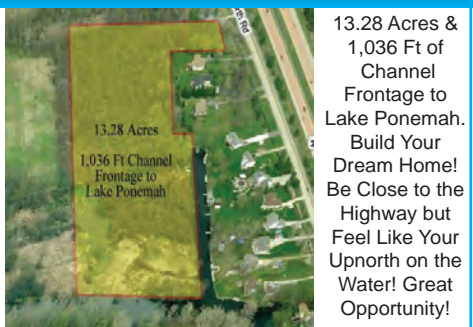 rth Rd
13.28 Acres
1,036 Ft Channel
Frontage to
Lake Ponemah
13.28 Acres &
1,036 Ft of
Channel
Frontage to
Lake Ponemah.
Build Your
Dream Home!
Be Close to the
Highway but
Feel Like Your
Upnorth on the
Water! Great
Opportunity!